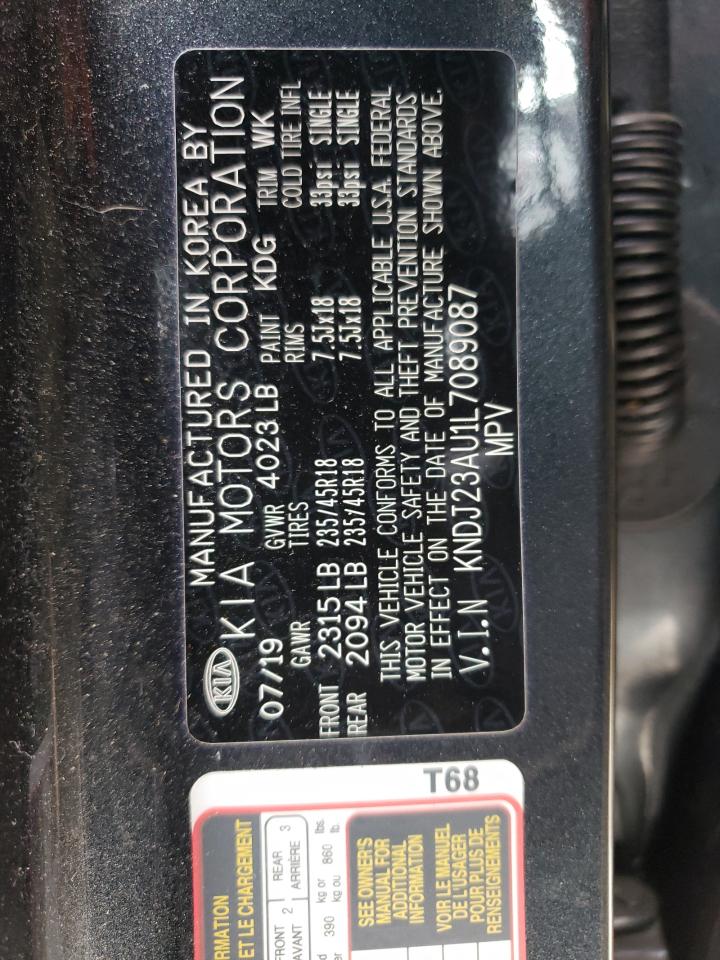 KIA
MANUFACTURED IN KOREA BY
KIA MOTORS CORPORATION
07/19 GVWR 4023 LB PAINT KDG TRIM WK
GAWR TIRES RIMS COLD TIRE INFL
FRONT 2315 LB 235/45R18 7.5Jx18 33psi SINGLE
REAR 2094 LB 235/45R18 7.5Jx18 33psi SINGLE
THIS VEHICLE CONFORMS TO ALL APPLICABLE U.S.A. FEDERAL
MOTOR VEHICLE SAFETY AND THEFT PREVENTION STANDARDS
IN EFFECT ON THE DATE OF MANUFACTURE SHOWN ABOVE.
V.I.N KNDJ23AU1L7089087
MPV
T68
RMATION
ET LE CHARGEMENT
FRONT 2 REAR 3
AVANT ARRIÈRE
390 kg or 860 lbs.
kg ou lb
SEE OWNER'S
MANUAL FOR
ADDITIONAL
INFORMATION
VOIR LE MANUEL
DE L'USAGER
POUR PLUS DE
RENSEIGNEMENTS